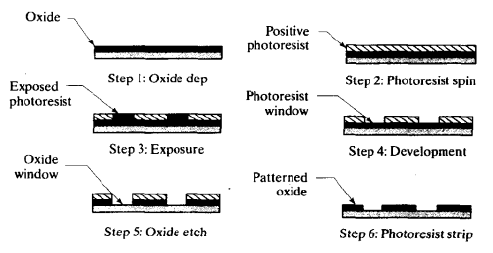 Oxide
Step 1: Oxide dep
Positive
photoresist
Step 2: Photoresist spin
Exposed
photoresist
Step 3: Exposure
Photoresist
window
Step 4: Development
Oxide
window
Step 5: Oxide etch
Patterned
oxide
Step 6: Photoresist strip